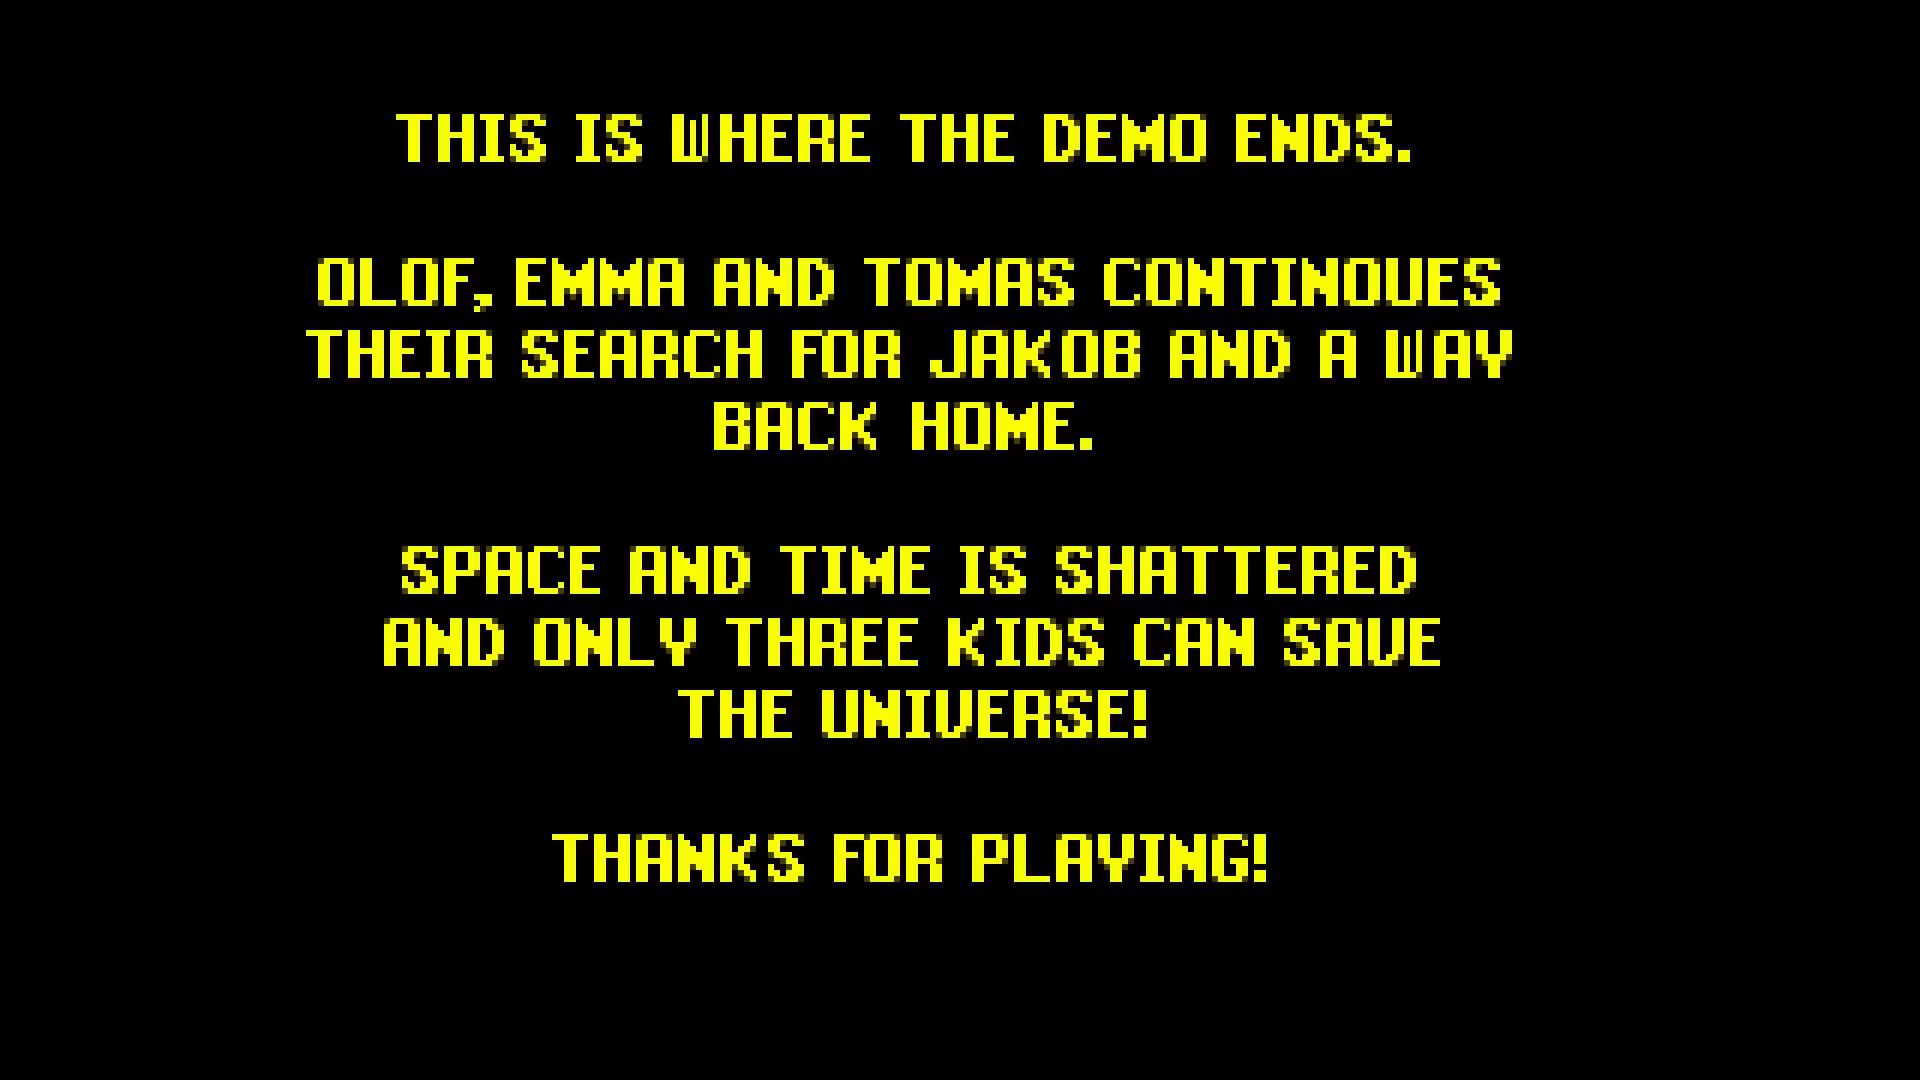 THIS IS WHERE THE DEMO ENDS.
OLOF, EMMA AND TOMAS CONTINOUES
THEIR SEARCH FOR JAKOB AND A WAY
BACK HOME.
SPACE AND TIME IS SHATTERED
AND ONLY THREE KIDS CAN SAVE
THE UNIVERSE!
THANKS FOR PLAYING!